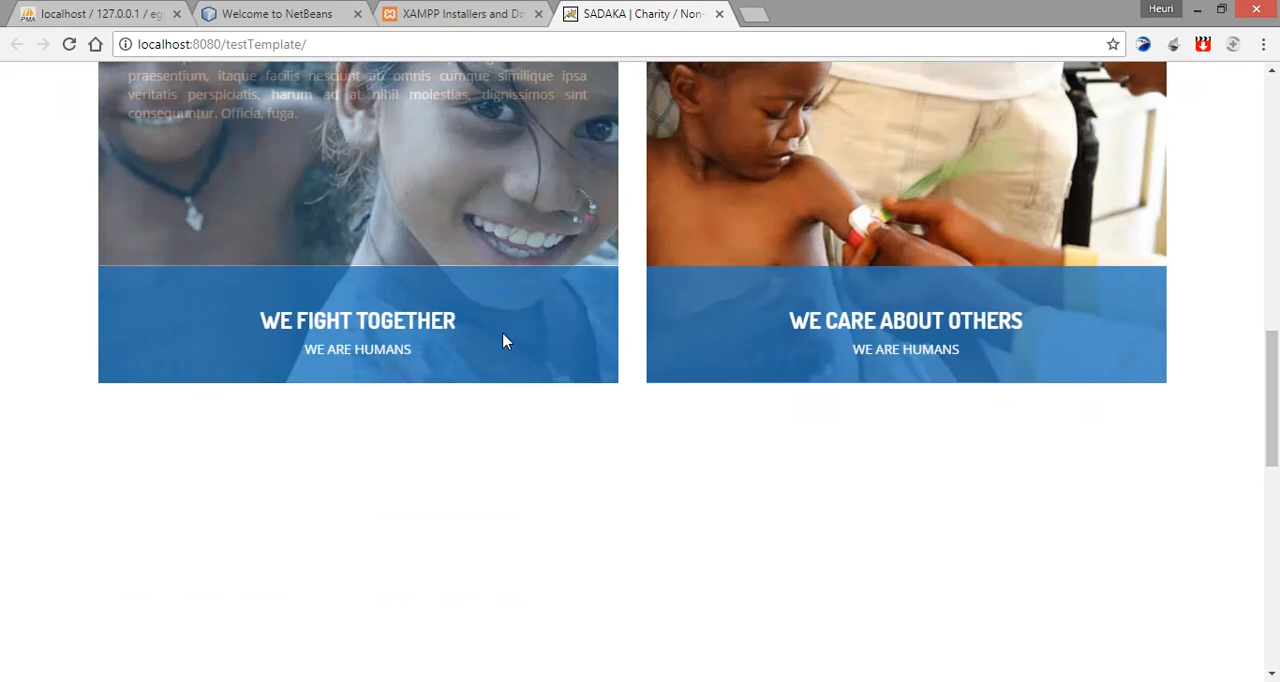 localhost / 127.0.0.1 / eg
Welcome to NetBeans
XAMPP Installers and Do
SADAKA | Charity / Non-
Heuri
localhost:8080/testTemplate/
praesentium, itaque facilis nesciunt ab omnis cumque similique ipsa
veritatis perspiciatis, harum ad at nihil molestias, dignissimos sint
consequuntur. Officia, fuga.
WE FIGHT TOGETHER
WE ARE HUMANS
WE CARE ABOUT OTHERS
WE ARE HUMANS